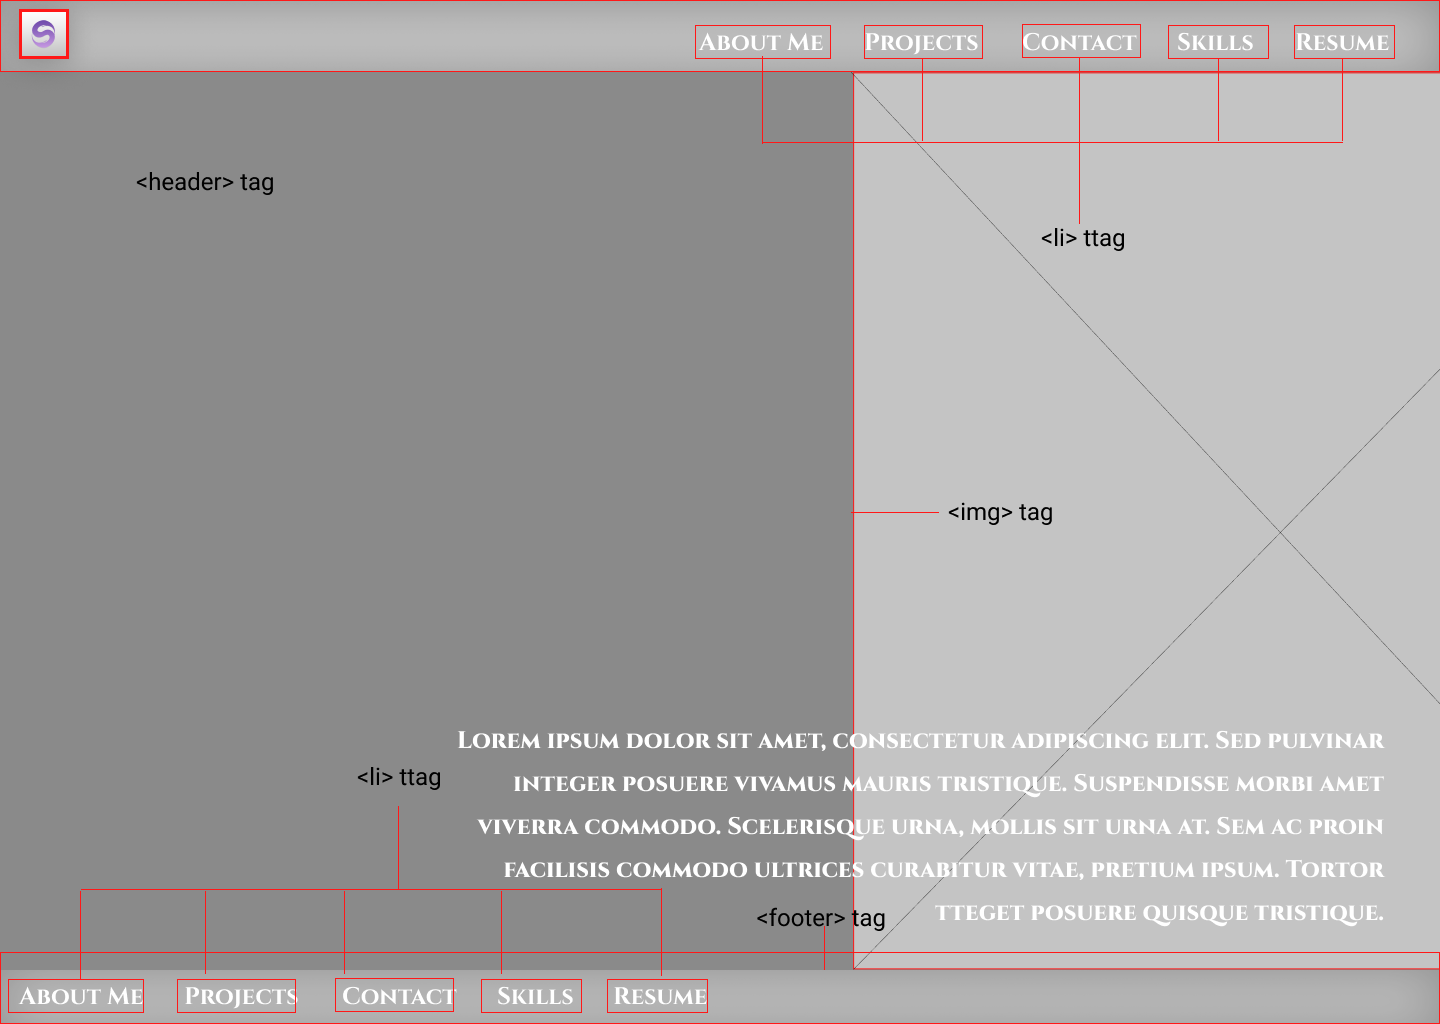 About Me Projects Contact Skills Resume
<header> tag
<li> ttag
<img> tag
Lorem ipsum dolor sit amet, consectetur adipiscing elit. Sed pulvinar
integer posuere vivamus mauris tristique. Suspendisse morbi amet
<li> ttag
viverra commodo. Scelerisque urna, mollis sit urna at. Sem ac proin
facilisis commodo ultrices curabitur vitae, pretium ipsum. Tortor
tteget posuere quisque tristique.
<footer> tag
About Me Projects Contact Skills Resume